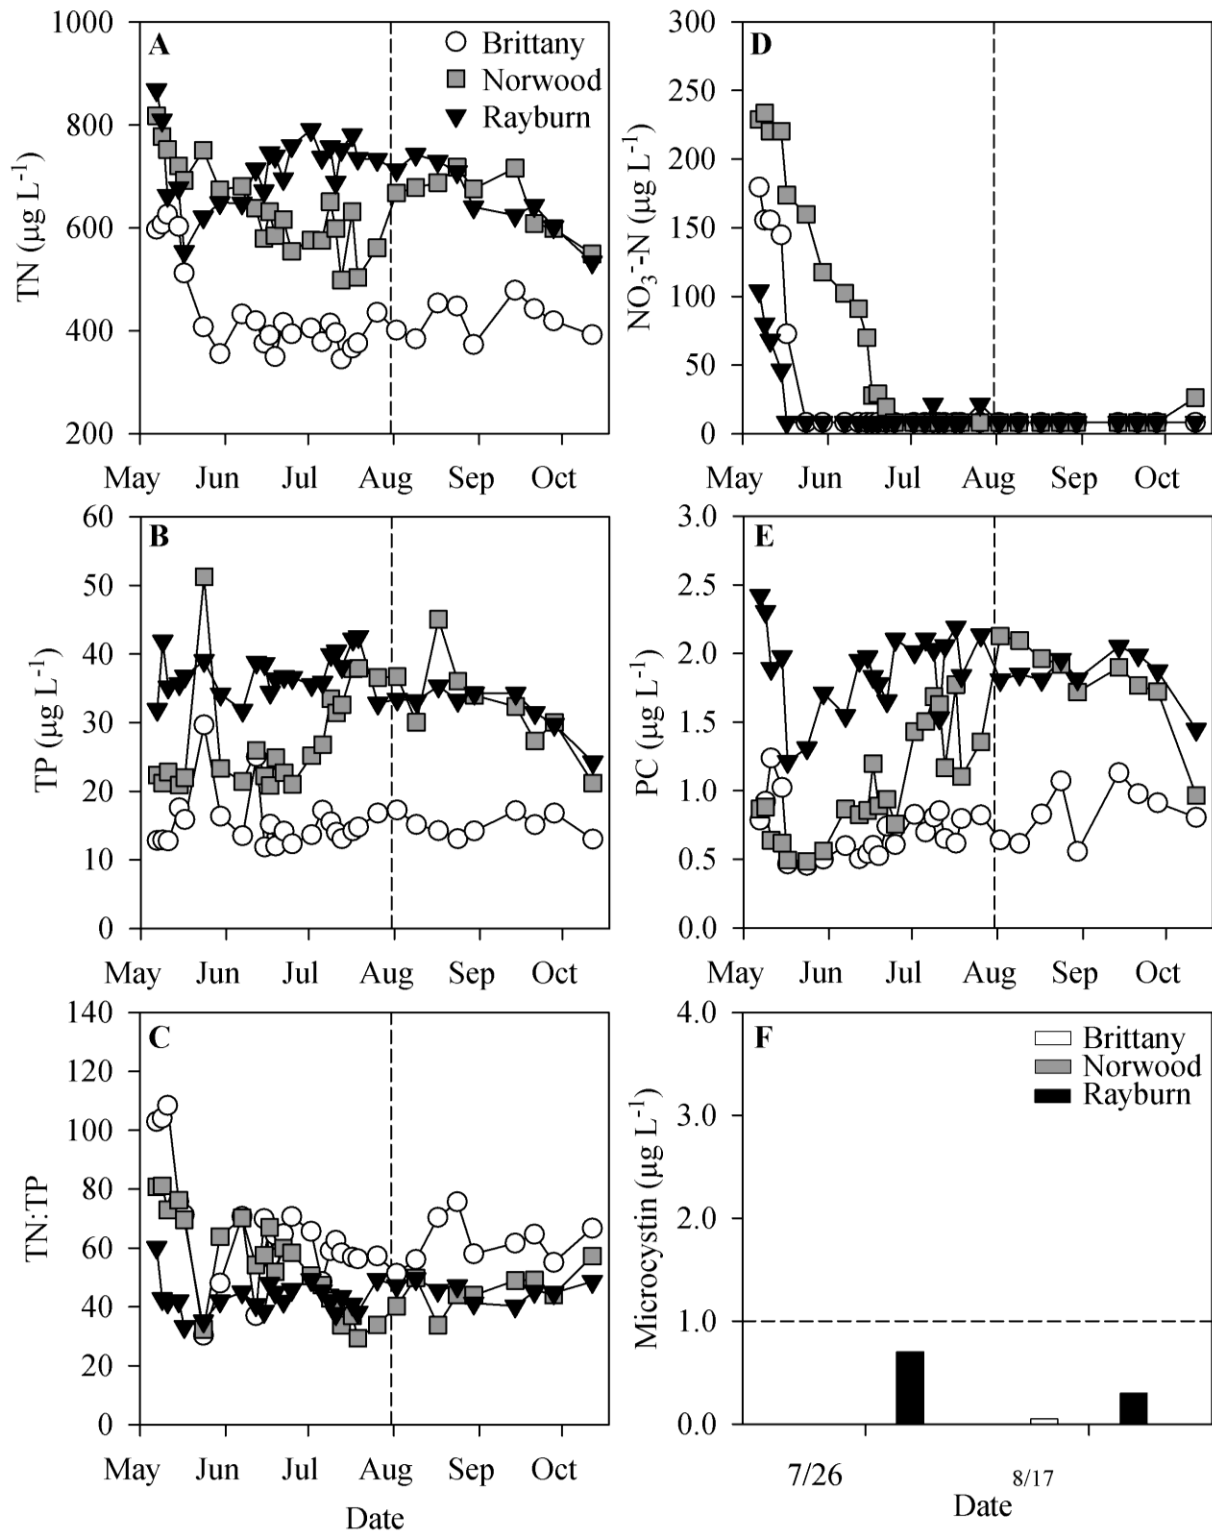 A
1000
800
600
400
200
TN (µg L⁻¹)
Brittany
Norwood
Rayburn
May Jun Jul Aug Sep Oct
D
300
250
200
150
100
50
0
NO₃⁻-N (µg L⁻¹)
May Jun Jul Aug Sep Oct
B
60
50
40
30
20
10
0
TP (µg L⁻¹)
May Jun Jul Aug Sep Oct
E
3.0
2.5
2.0
1.5
1.0
0.5
0.0
PC (µg L⁻¹)
May Jun Jul Aug Sep Oct
C
140
120
100
80
60
40
20
0
TN:TP
May Jun Jul Aug Sep Oct
Date
F
4.0
3.0
2.0
1.0
0.0
Microcystin (µg L⁻¹)
Brittany
Norwood
Rayburn
7/26 8/17
Date